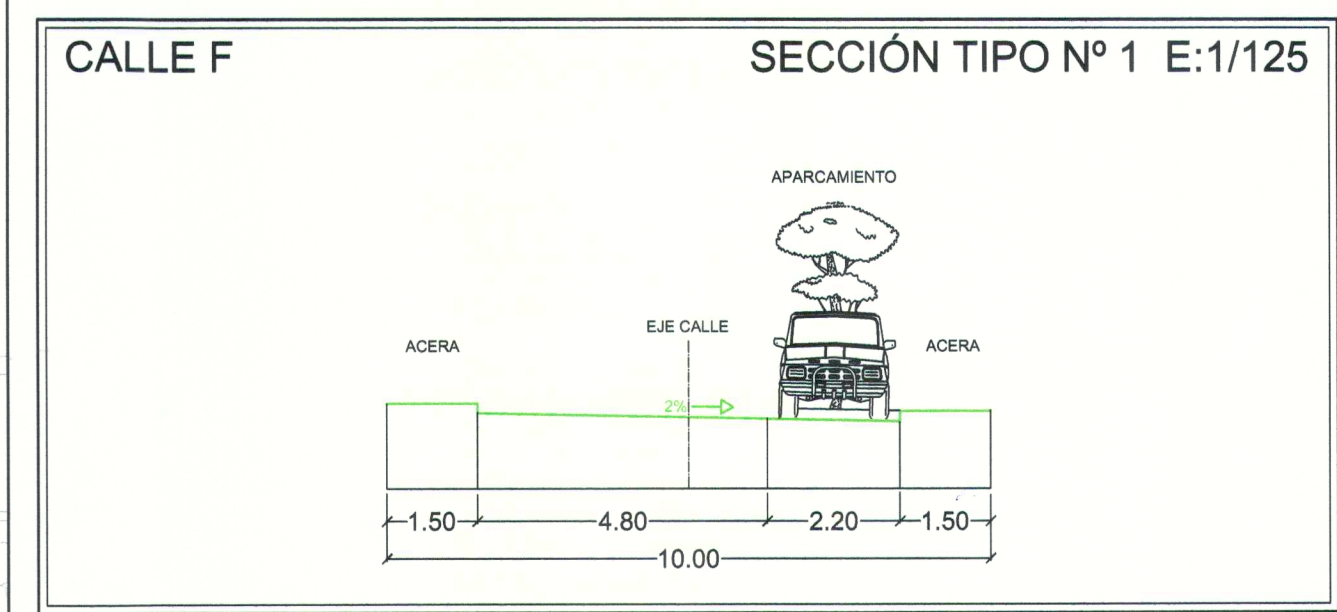 CALLE F
SECCIÓN TIPO Nº 1 E:1/125
APARCAMIENTO
EJE CALLE
ACERA
ACERA
2%
1.50
4.80
2.20
1.50
10.00